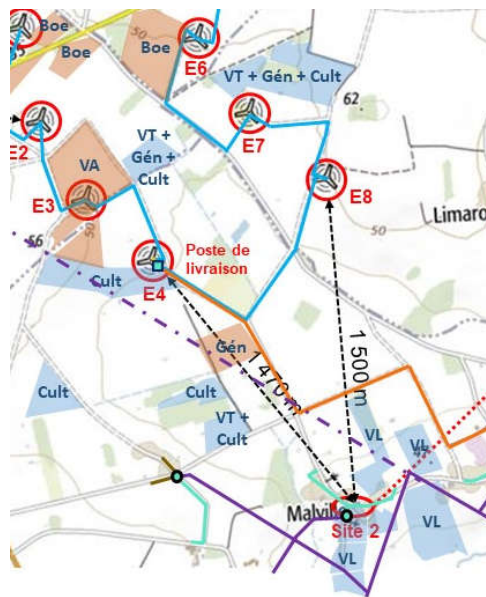 Boe
Boe
Boe
E6
VT + Gén + Cult
62
E2
E7
VT +
Gén +
Cult
VA
E3
50
E8
50
Limaro
56
Poste de
livraison
E4
Cult
Gén
1 470 m
1 500 m
Cult
Cult
VT +
Cult
VL
VL
VL
VL
Malvill
Site 2